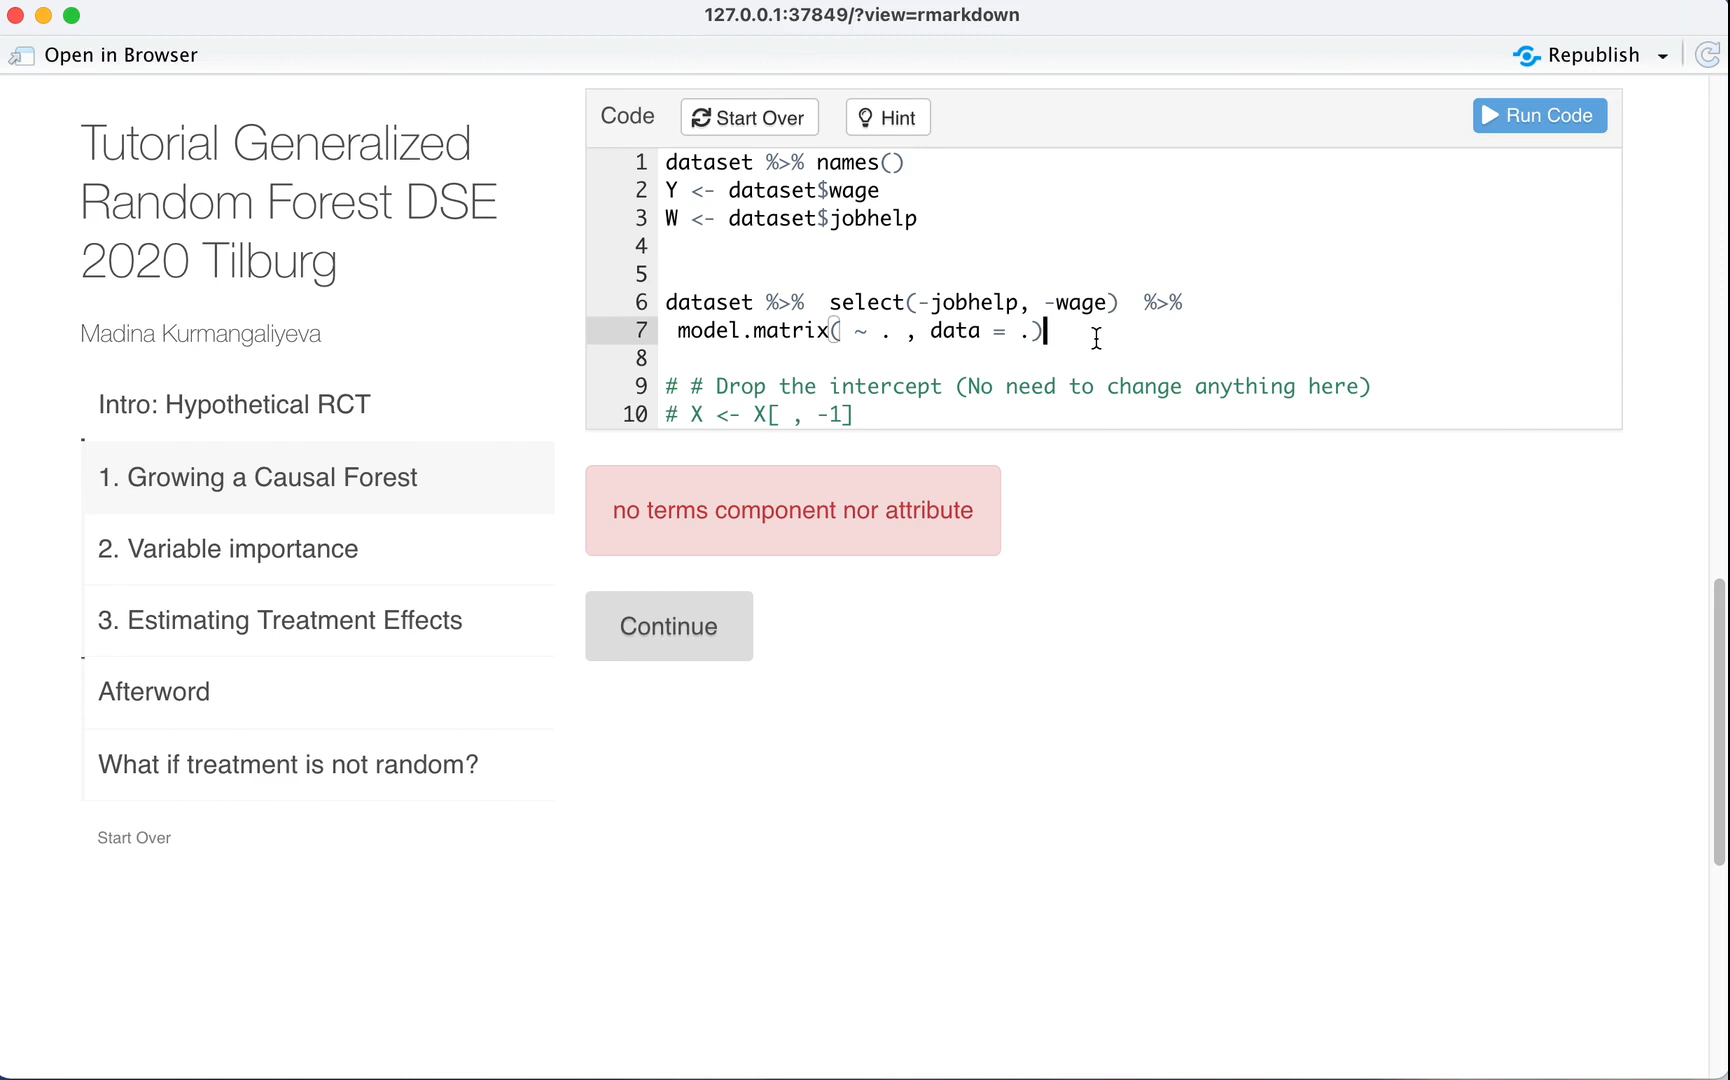 127.0.0.1:37849/?view=rmarkdown
Open in Browser
Republish
Tutorial Generalized
Random Forest DSE
2020 Tilburg
Madina Kurmangaliyeva
Intro: Hypothetical RCT
1. Growing a Causal Forest
2. Variable importance
3. Estimating Treatment Effects
Afterword
What if treatment is not random?
Start Over
Code
Start Over
Hint
Run Code
1 dataset %>% names()
2 Y <- dataset$wage
3 W <- dataset$jobhelp
4
5
6 dataset %>%  select(-jobhelp, -wage)  %>%
7  model.matrix( ~ . , data = .)
8
9 # # Drop the intercept (No need to change anything here)
10 # X <- X[ , -1]
no terms component nor attribute
Continue